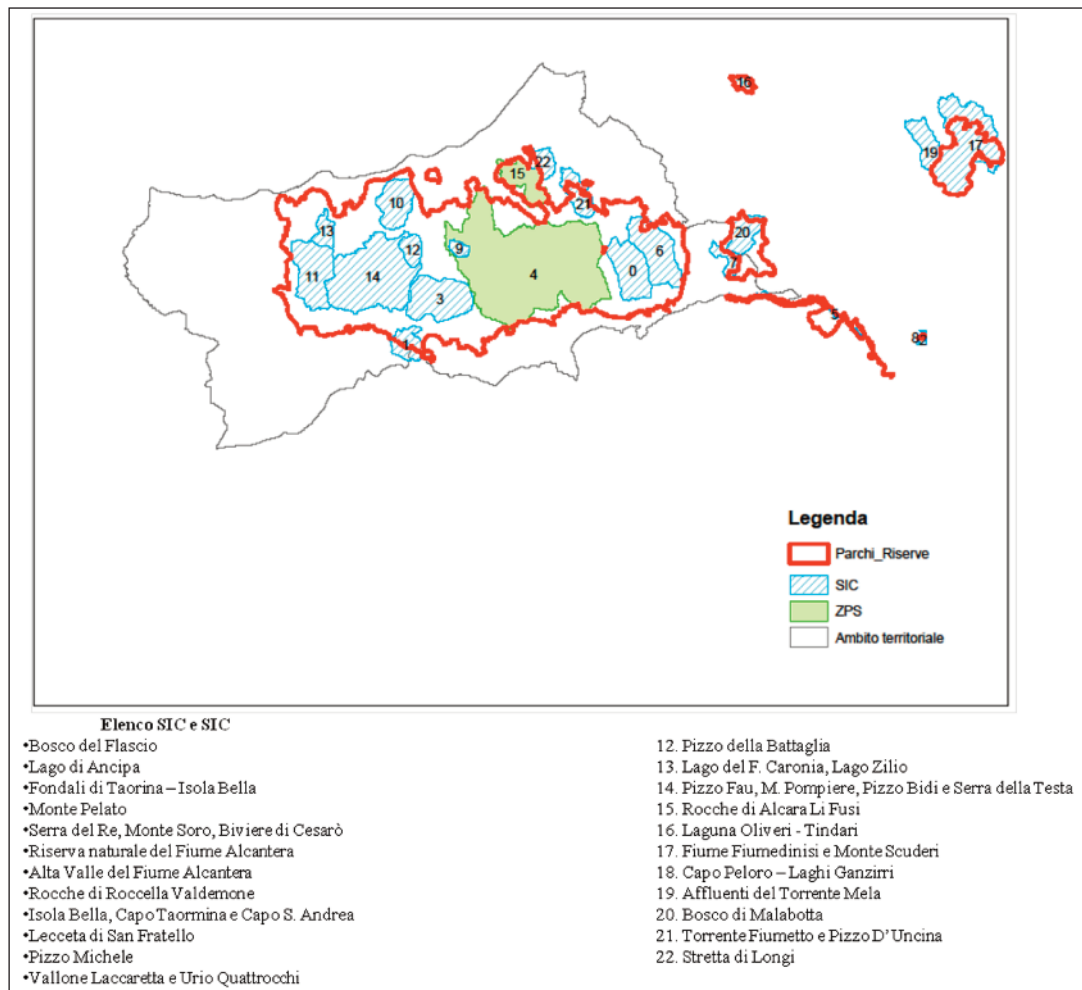 16
19
17
22
15
21
10
13
12
9
11
14
3
4
0
6
20
7
1
5
82
Legenda
Parchi_Riserve
SIC
ZPS
Ambito territoriale
Elenco SIC e SIC
•Bosco del Flascio
•Lago di Ancipa
•Fondali di Taorina – Isola Bella
•Monte Pelato
•Serra del Re, Monte Soro, Biviere di Cesarò
•Riserva naturale del Fiume Alcantera
•Alta Valle del Fiume Alcantera
•Rocche di Roccella Valdemone
•Isola Bella, Capo Taormina e Capo S. Andrea
•Lecceta di San Fratello
•Pizzo Michele
•Vallone Laccaretta e Urio Quattrocchi
12. Pizzo della Battaglia
13. Lago del F. Caronia, Lago Zilio
14. Pizzo Fau, M. Pompiere, Pizzo Bidi e Serra della Testa
15. Rocche di Alcara Li Fusi
16. Laguna Oliveri - Tindari
17. Fiume Fiumedinisi e Monte Scuderi
18. Capo Peloro – Laghi Ganzirri
19. Affluenti del Torrente Mela
20. Bosco di Malabotta
21. Torrente Fiumetto e Pizzo D'Uncina
22. Stretta di Longi